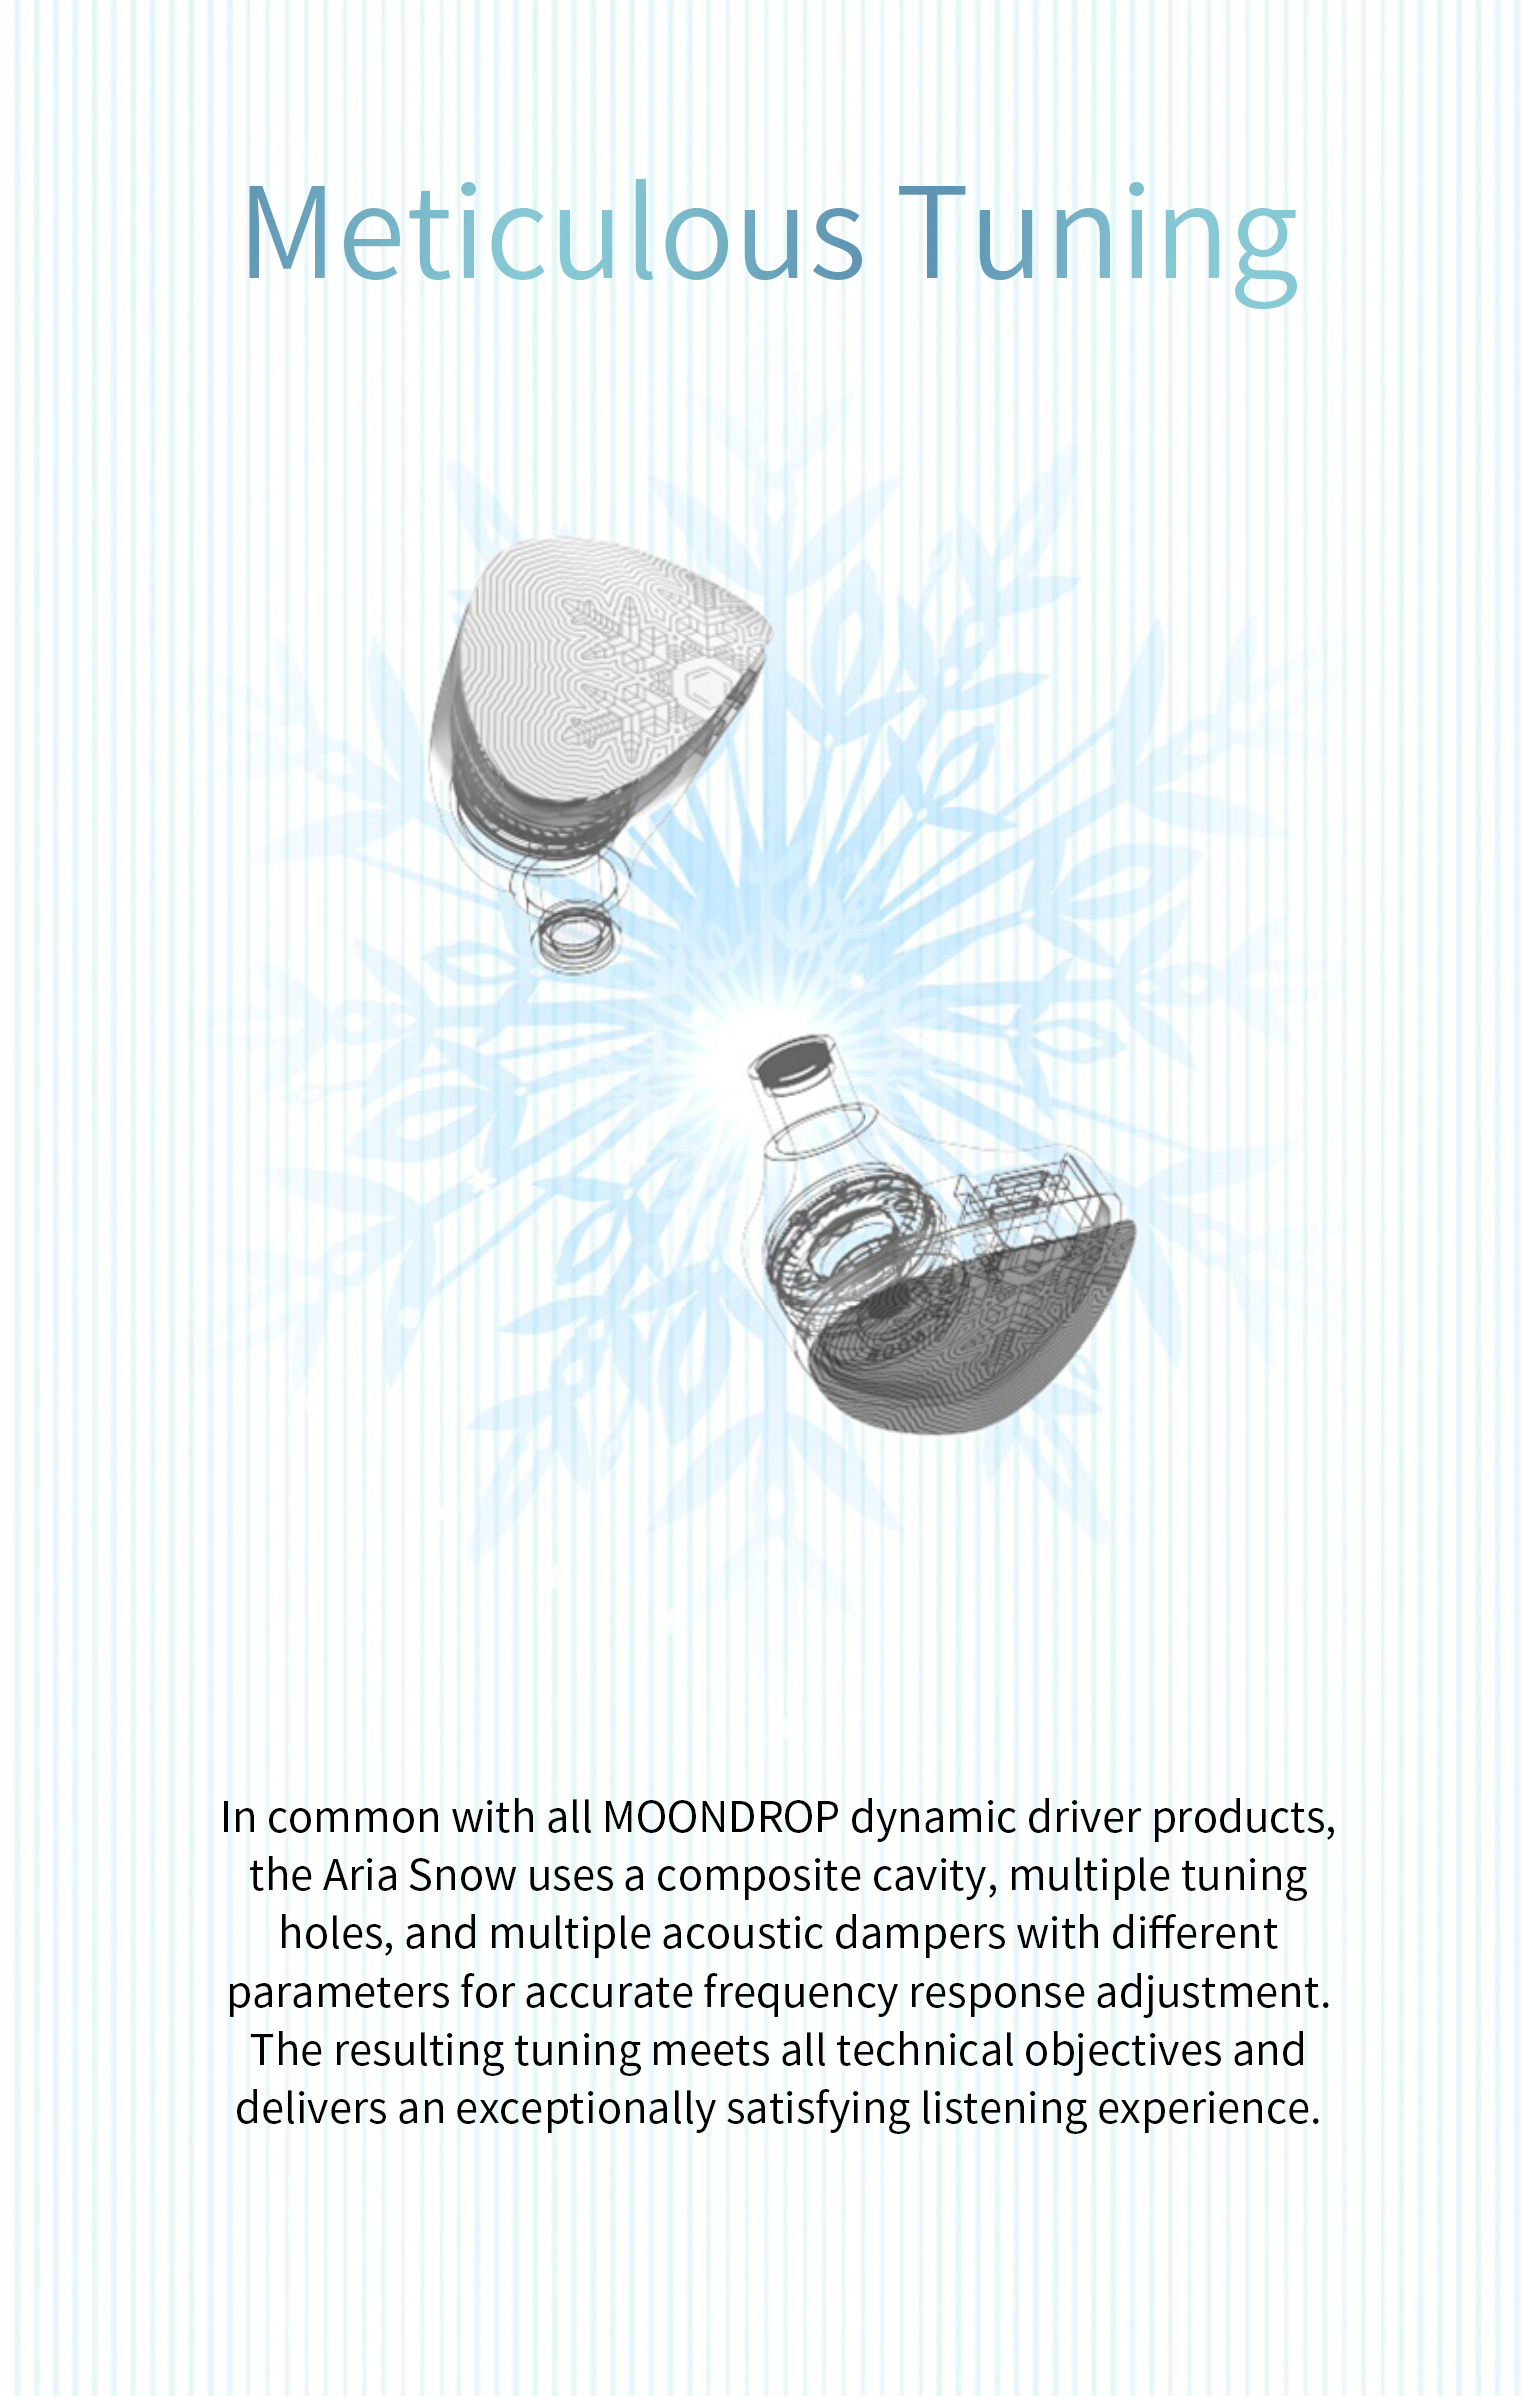 Meticulous Tuning
In common with all MOONDROP dynamic driver products,
the Aria Snow uses a composite cavity, multiple tuning
holes, and multiple acoustic dampers with different
parameters for accurate frequency response adjustment.
The resulting tuning meets all technical objectives and
delivers an exceptionally satisfying listening experience.